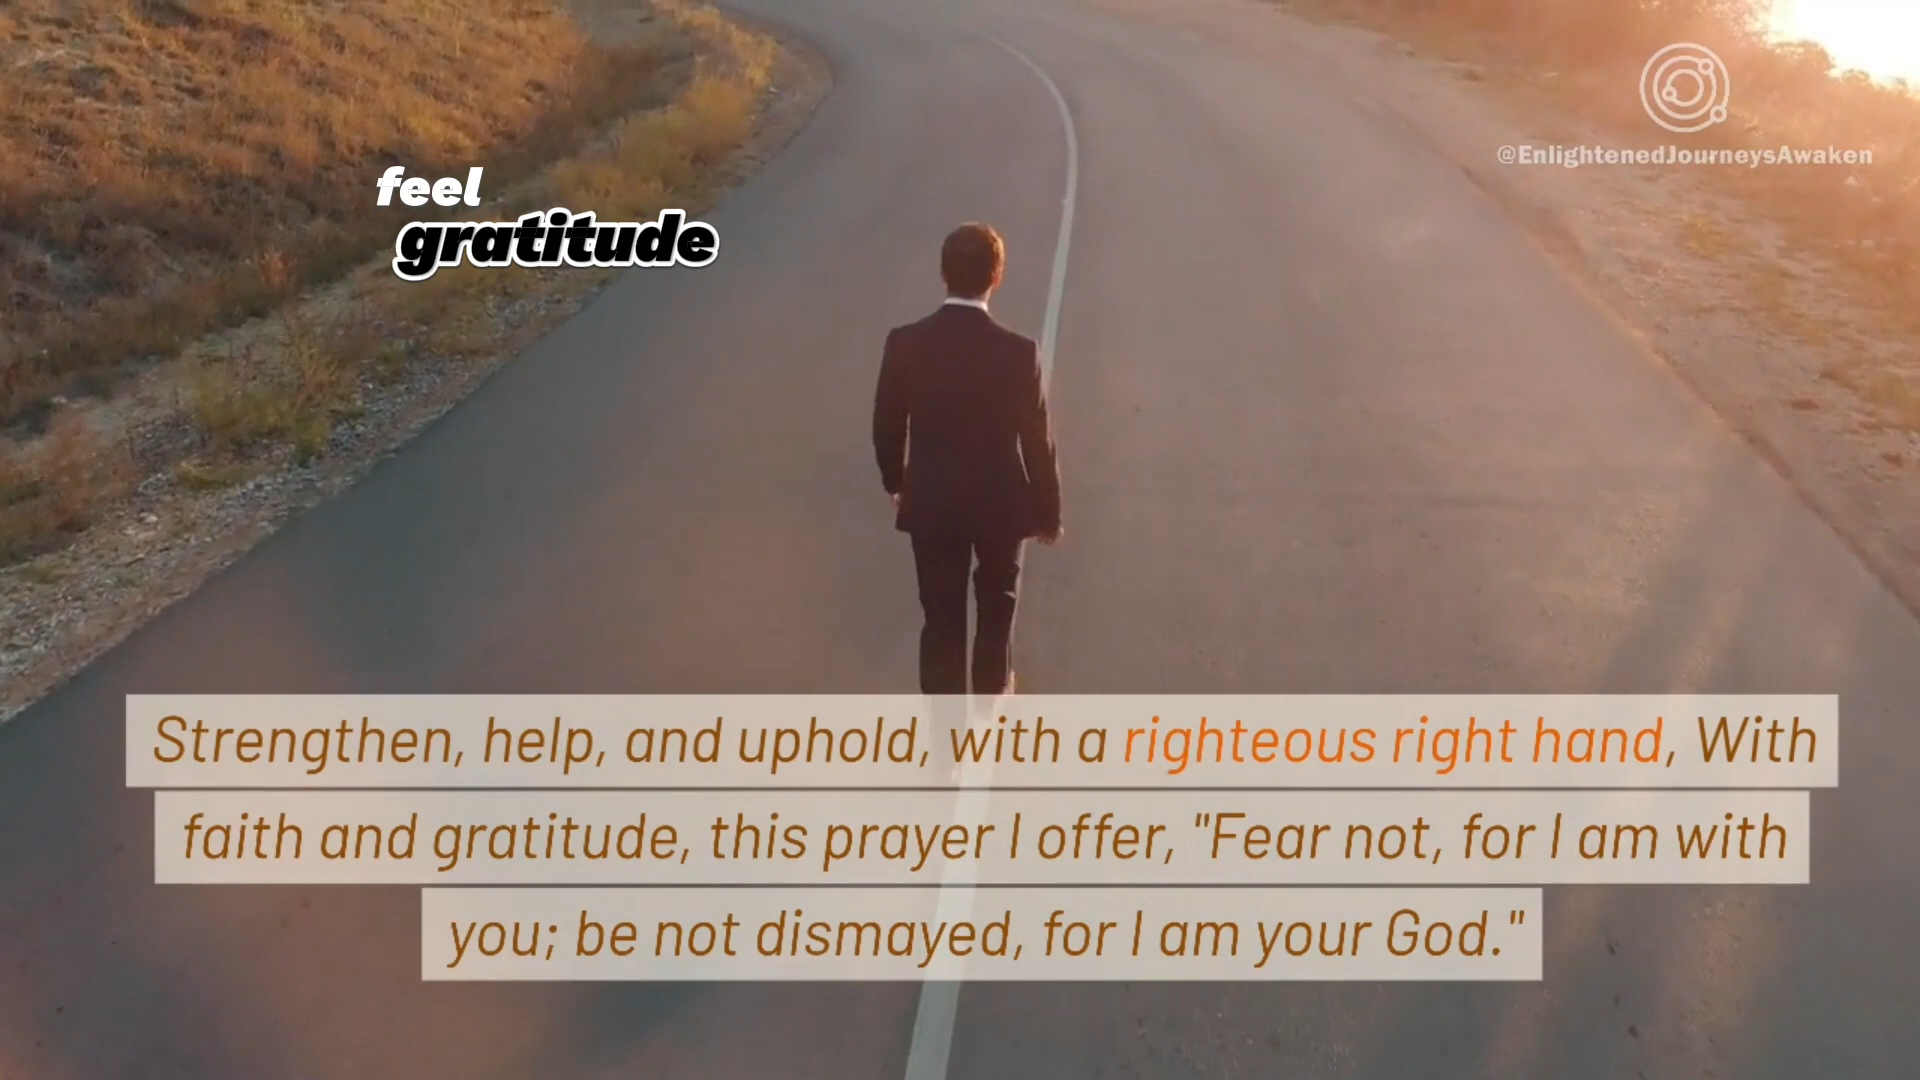 @EnlightenedJourneysAwaken
feel
gratitude
Strengthen, help, and uphold, with a righteous right hand, With
faith and gratitude, this prayer I offer, "Fear not, for I am with
you; be not dismayed, for I am your God."